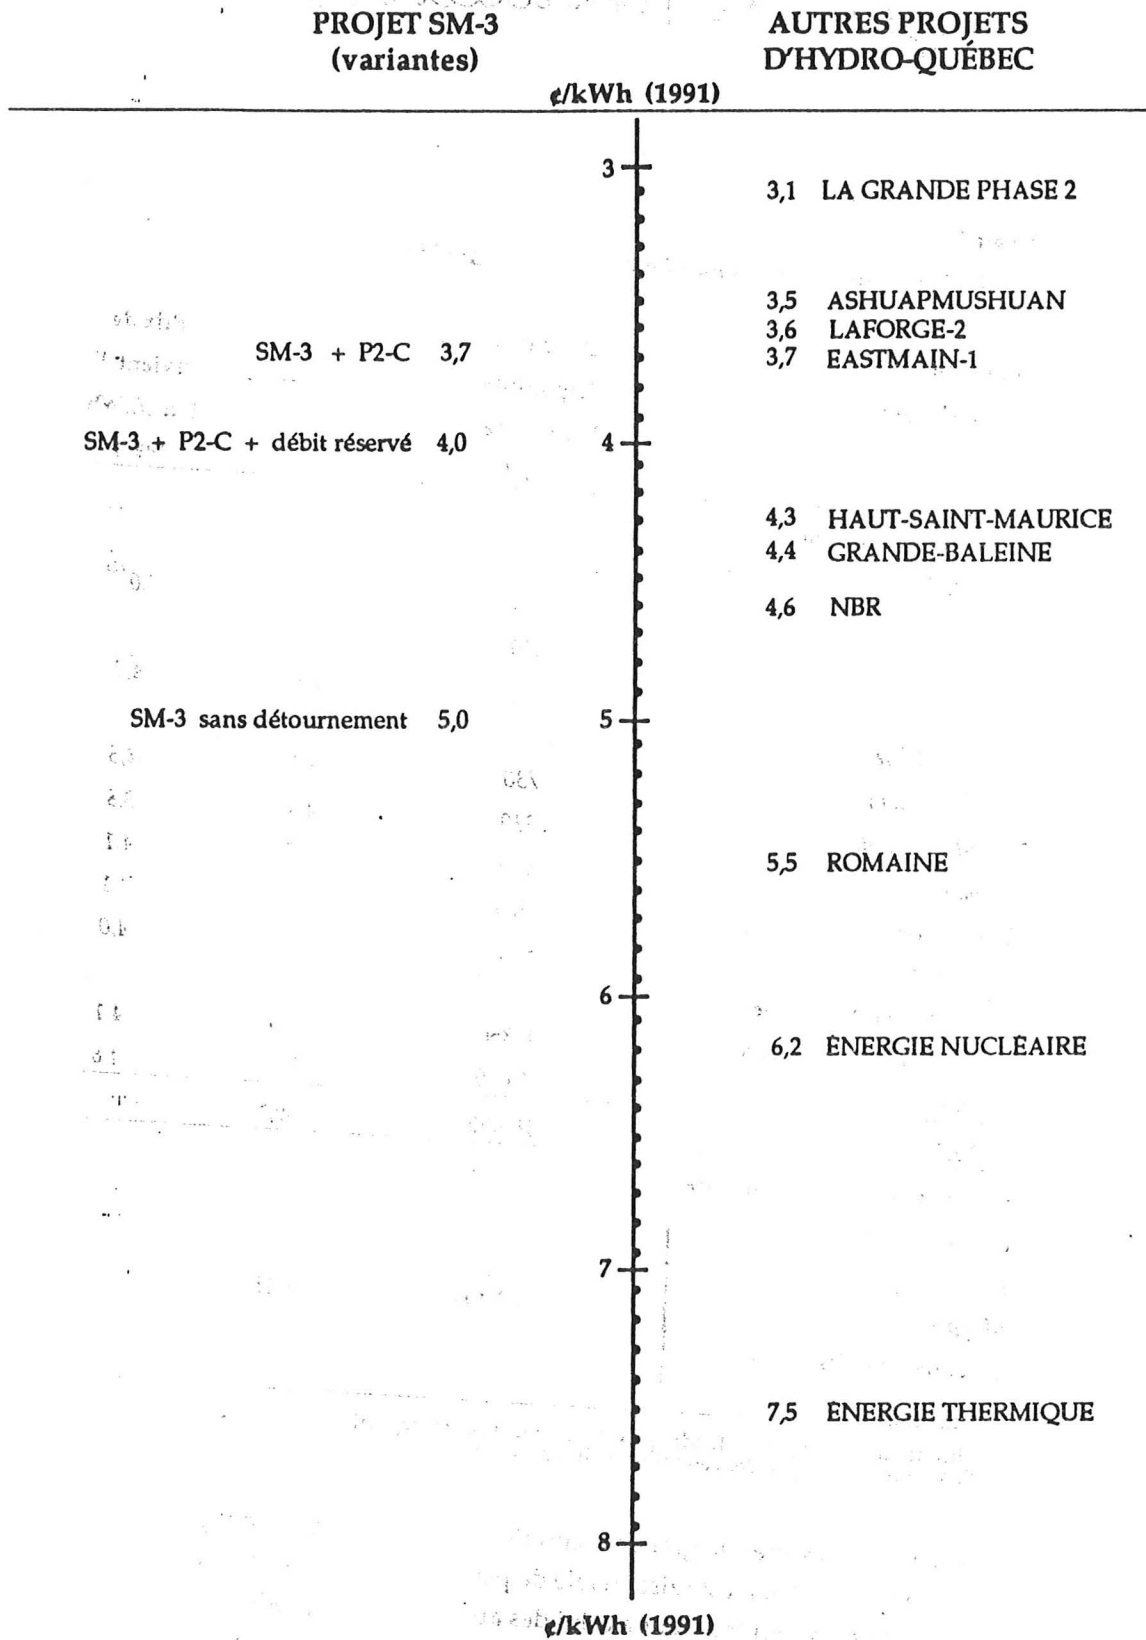 PROJET SM-3
(variantes)
AUTRES PROJETS
D'HYDRO-QUÉBEC
¢/kWh (1991)
3
3,1 LA GRANDE PHASE 2
3,5 ASHUAPMUSHUAN
3,6 LAFORGE-2
SM-3 + P2-C 3,7
3,7 EASTMAIN-1
SM-3 + P2-C + débit réservé 4,0
4
4,3 HAUT-SAINT-MAURICE
4,4 GRANDE-BALEINE
4,6 NBR
SM-3 sans détournement 5,0
5
5,5 ROMAINE
6
6,2 ÉNERGIE NUCLÉAIRE
7
7,5 ÉNERGIE THERMIQUE
8
¢/kWh (1991)